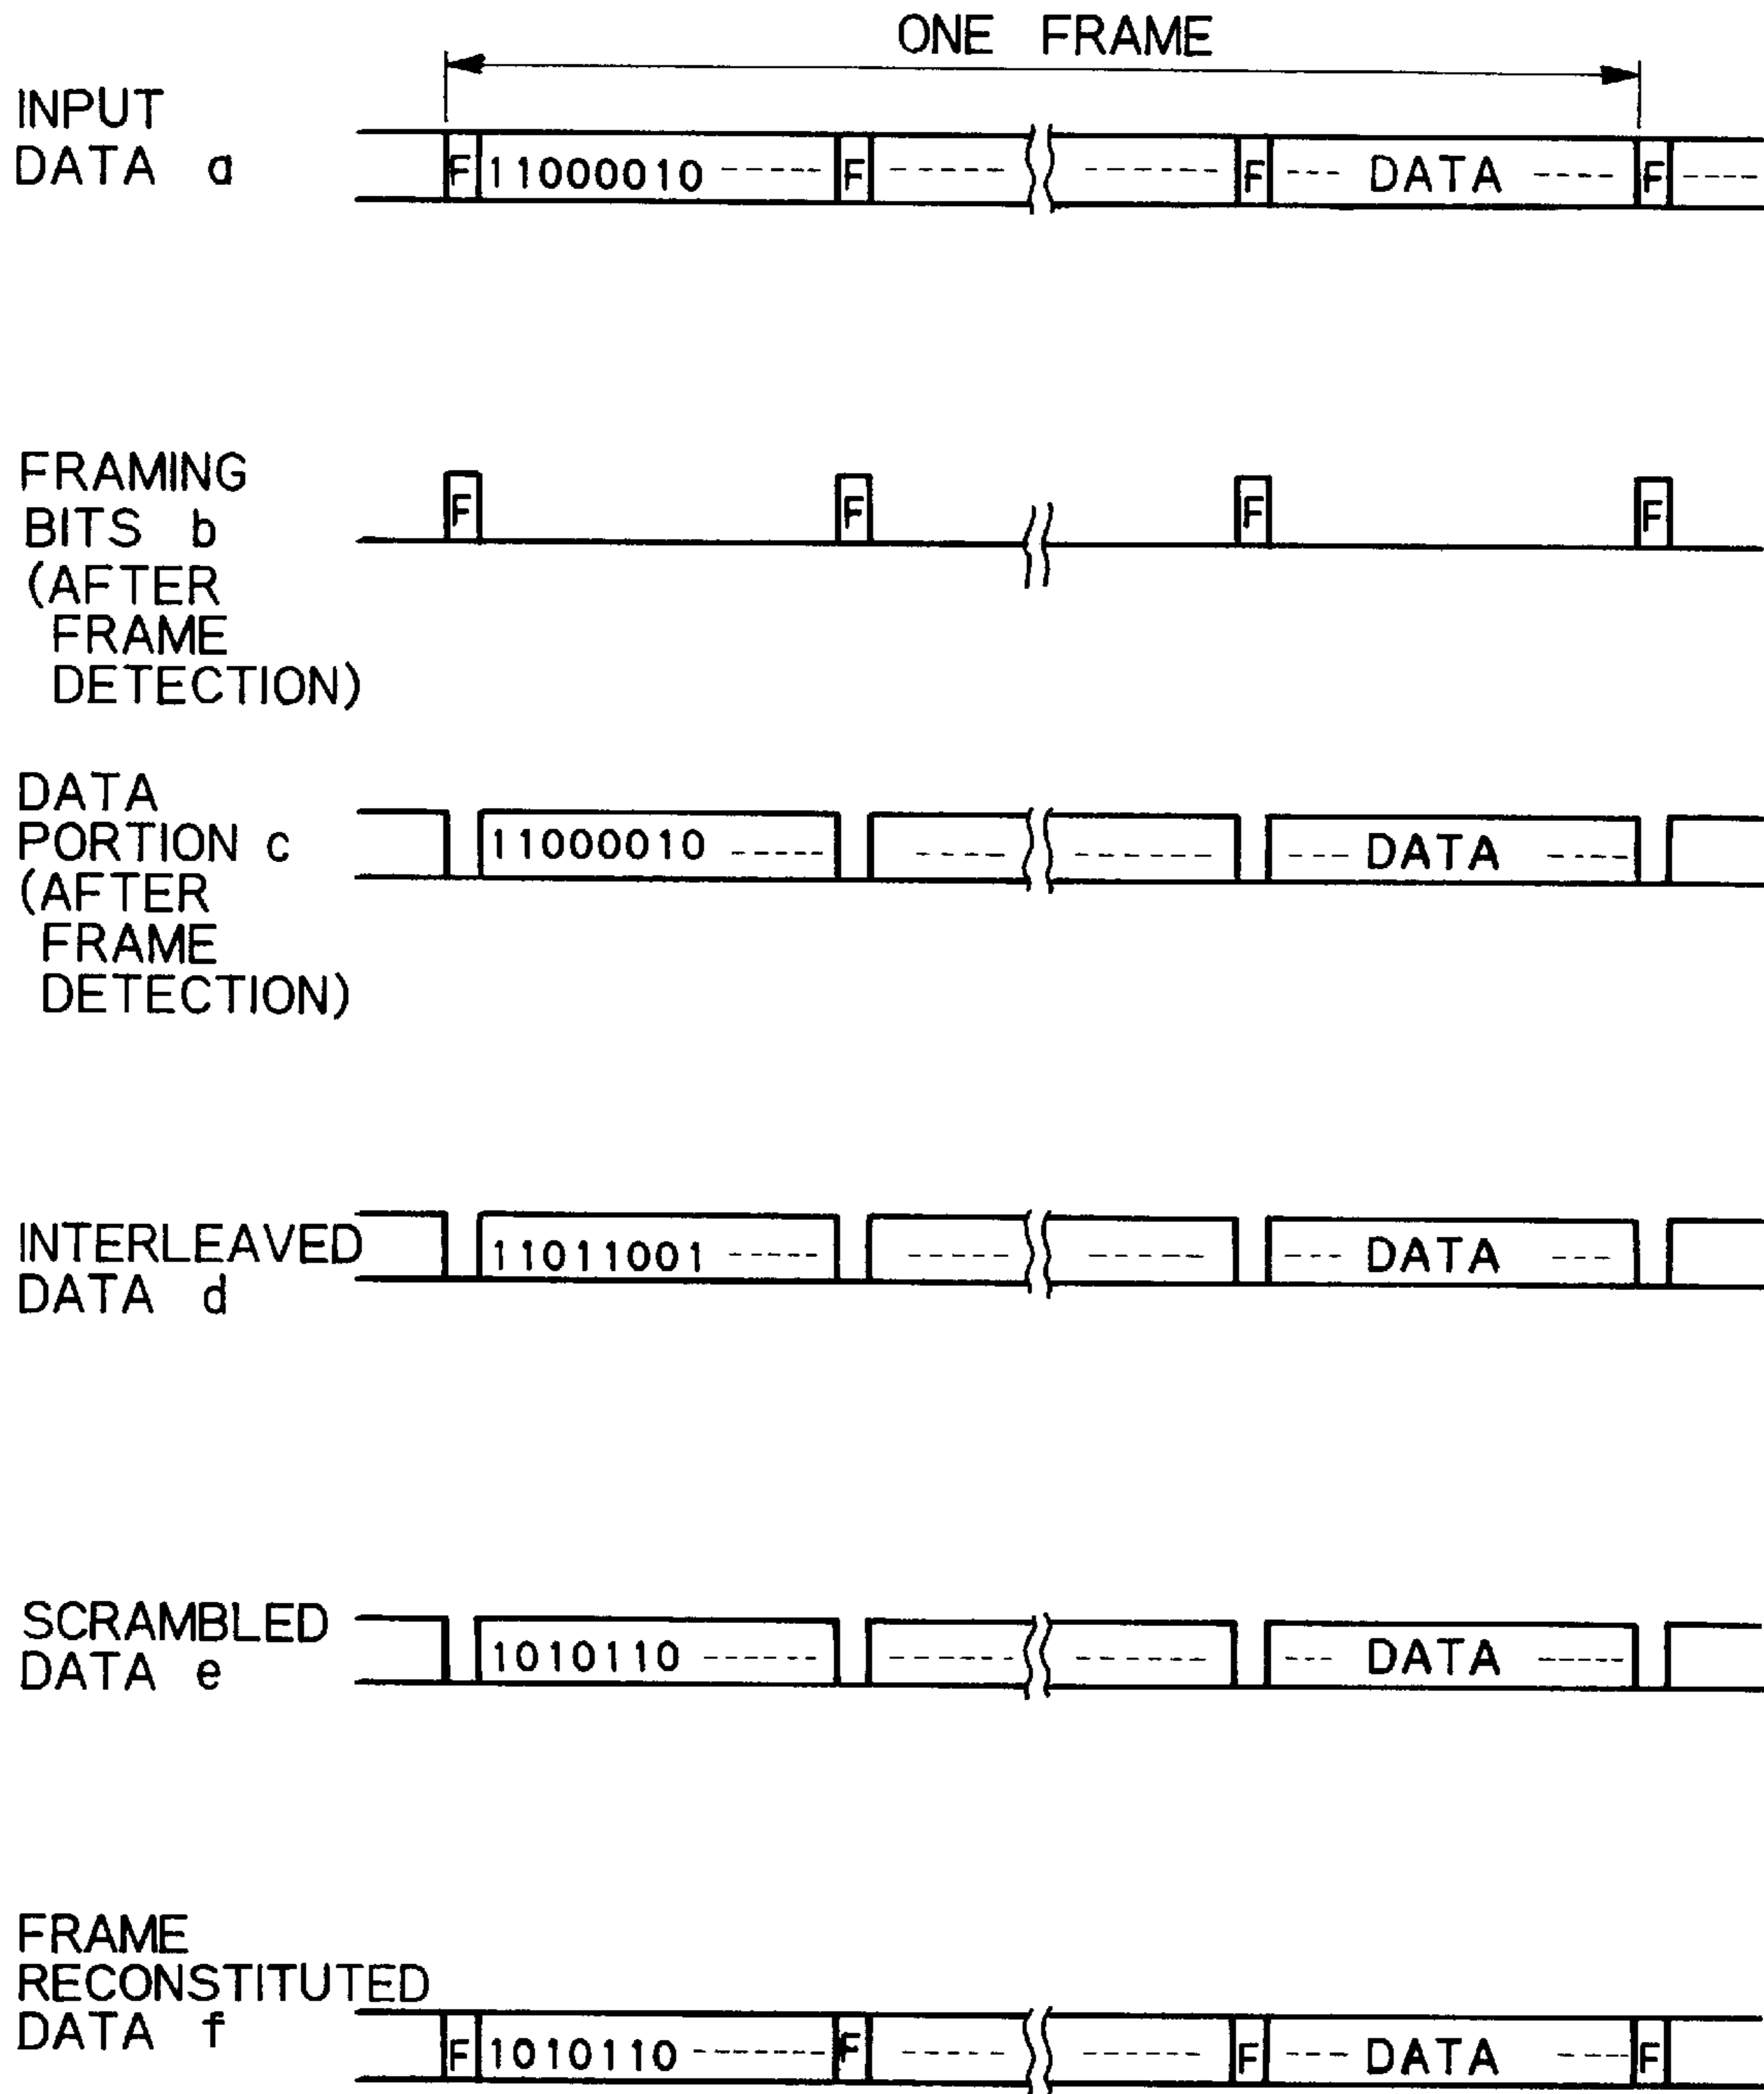 ONE FRAME
INPUT
DATA a
F 11000010 ----- F ----- ----- F --- DATA ---- F ----
FRAMING
BITS b
(AFTER
FRAME
DETECTION)
F F F F
DATA
PORTION c
(AFTER
FRAME
DETECTION)
11000010 ----- ---- ------ --- DATA ----
INTERLEAVED
DATA d
11011001 ----- ----- ----- --- DATA ---
SCRAMBLED
DATA e
1010110 ------ ----- ------ --- DATA ----
FRAME
RECONSTITUTED
DATA f
F 1010110 ------- F ----- ----- F --- DATA ---- F